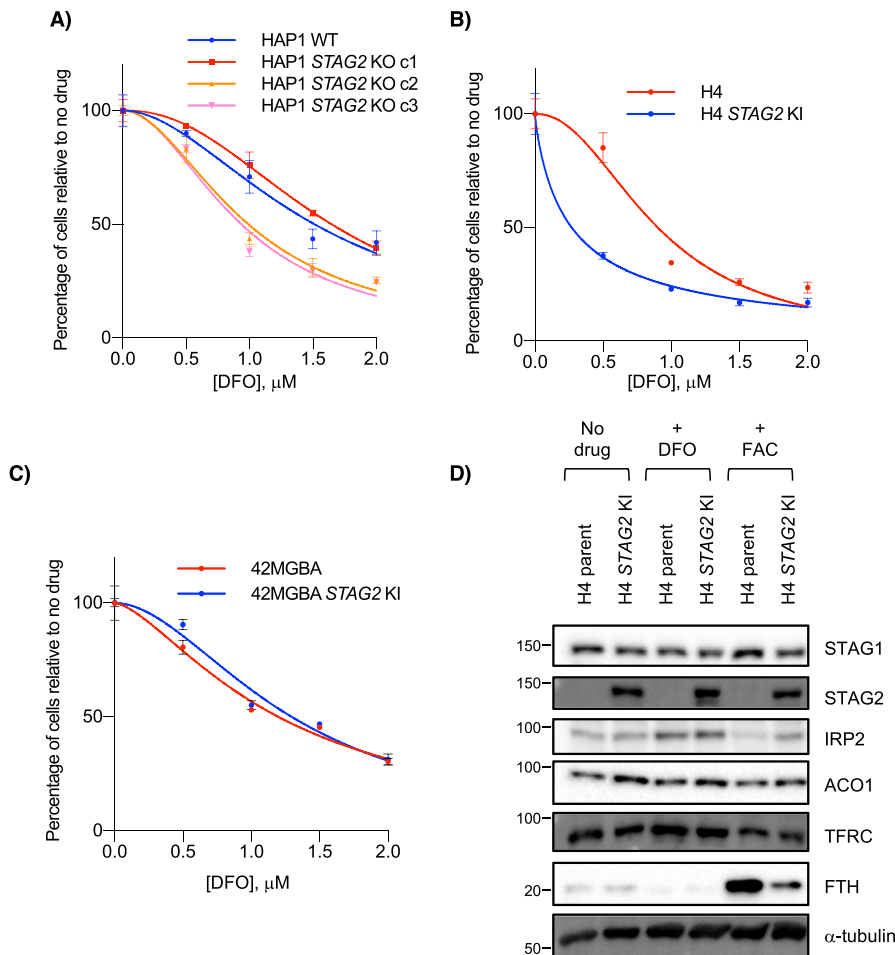 A)
HAP1 WT
HAP1 STAG2 KO c1
HAP1 STAG2 KO c2
HAP1 STAG2 KO c3
Percentage of cells relative to no drug
100
50
0
0.0 0.5 1.0 1.5 2.0
[DFO], μM
B)
H4
H4 STAG2 KI
Percentage of cells relative to no drug
100
50
0
0.0 0.5 1.0 1.5 2.0
[DFO], μM
C)
42MGBA
42MGBA STAG2 KI
Percentage of cells relative to no drug
100
50
0
0.0 0.5 1.0 1.5 2.0
[DFO], μM
D)
No drug
+ DFO
+ FAC
H4 parent
H4 STAG2 KI
H4 parent
H4 STAG2 KI
H4 parent
H4 STAG2 KI
150 STAG1
150 STAG2
100 IRP2
100 ACO1
100 TFRC
20 FTH
50 α-tubulin